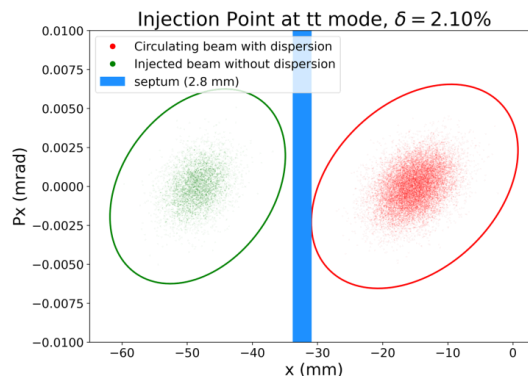 Injection Point at tt mode, δ = 2.10%
Circulating beam with dispersion
Injected beam without dispersion
septum (2.8 mm)
Px (mrad)
0.0100
0.0075
0.0050
0.0025
0.0000
−0.0025
−0.0050
−0.0075
−0.0100
−60 −50 −40 −30 −20 −10 0
x (mm)